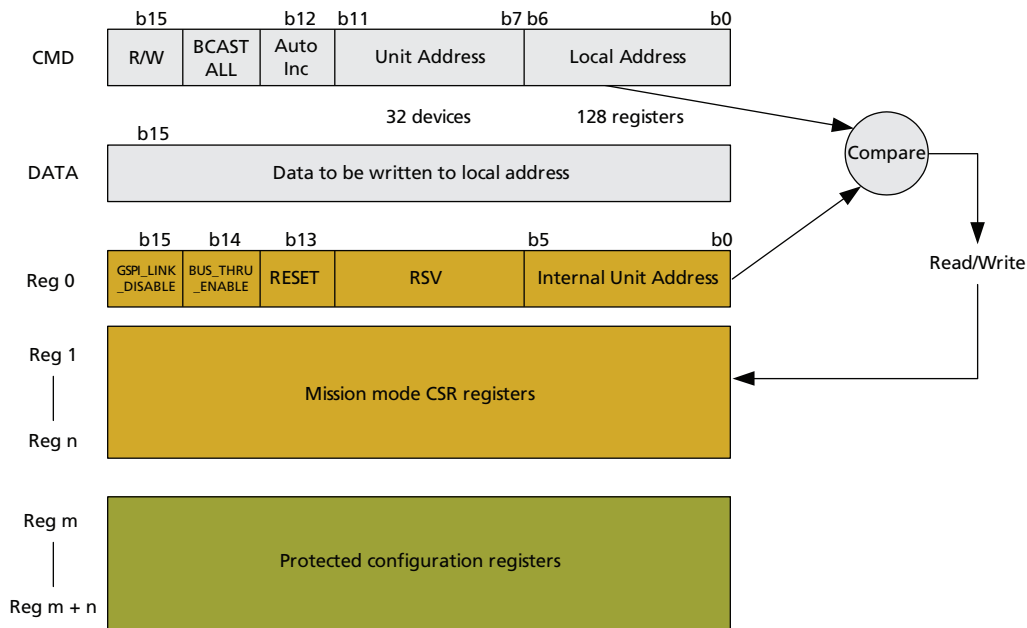 b15 b12 b11 b7 b6 b0
CMD R/W BCAST ALL Auto Inc Unit Address Local Address
32 devices 128 registers
b15
Compare
DATA Data to be written to local address
b15 b14 b13 b5 b0
Reg 0 GSPI_LINK _DISABLE BUS_THRU _ENABLE RESET RSV Internal Unit Address
Read/Write
Reg 1
Mission mode CSR registers
Reg n
Reg m
Protected configuration registers
Reg m + n